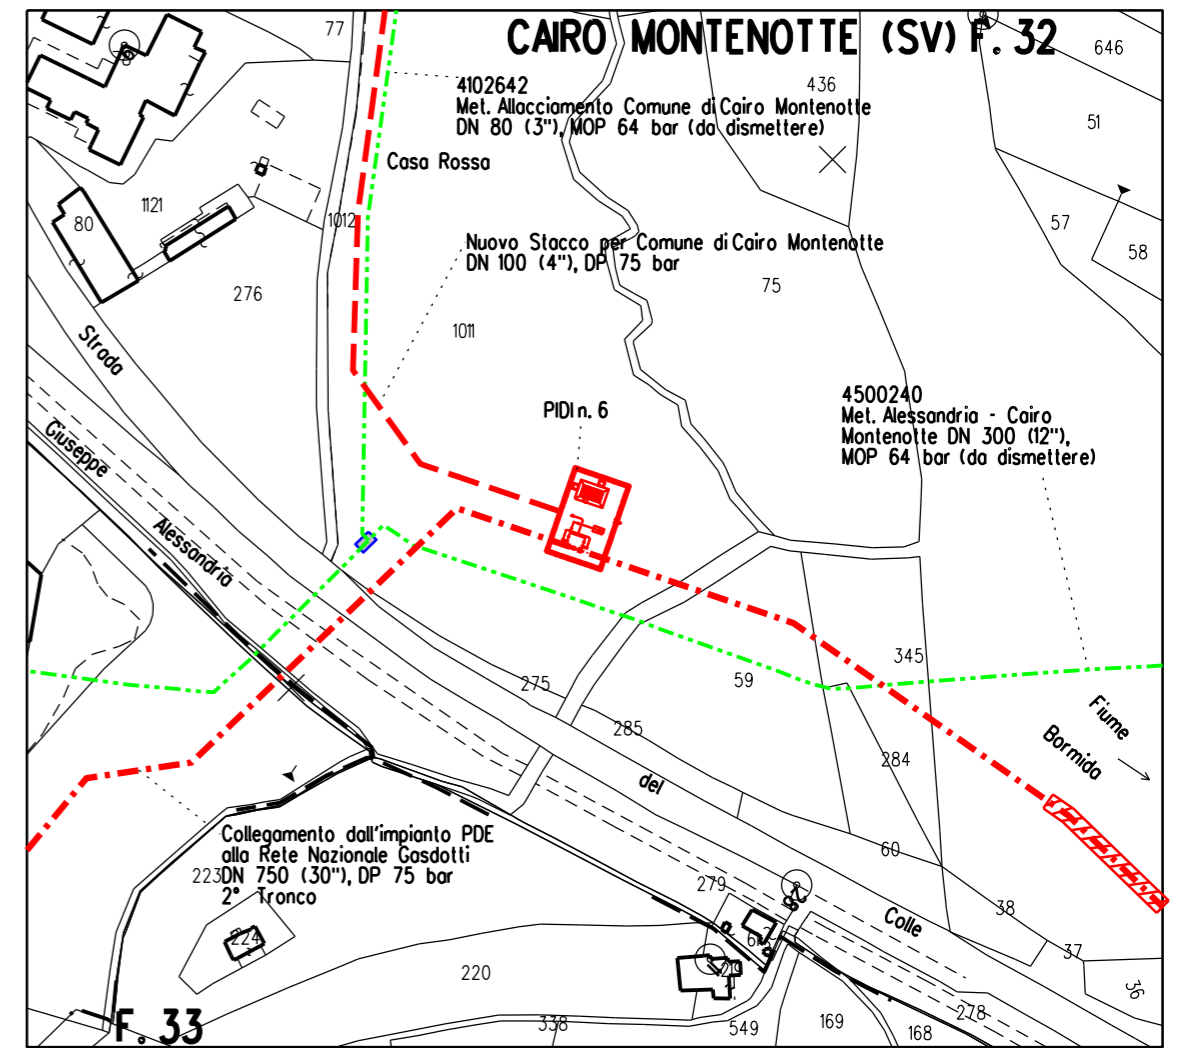 CAIRO MONTENOTTE (SV) F. 32
77
646
436
4102642
Met. Allacciamento Comune di Cairo Montenotte
DN 80 (3"), MOP 64 bar (da dismettere)
51
Casa Rossa
1121
80
1012
57
58
Nuovo Stacco per Comune di Cairo Montenotte
DN 100 (4"), DP 75 bar
276
75
1011
Strada
4500240
Met. Alessandria - Cairo
Montenotte DN 300 (12"),
MOP 64 bar (da dismettere)
PIDI n. 6
Giuseppe
Alessandria
345
59
275
Fiume
Bormida
285
284
del
Collegamento dall'impianto PDE
alla Rete Nazionale Gasdotti
DN 750 (30"), DP 75 bar
2° Tronco
223
60
279
38
Colle
224
37
220
36
F. 33
338
549
169
168
278